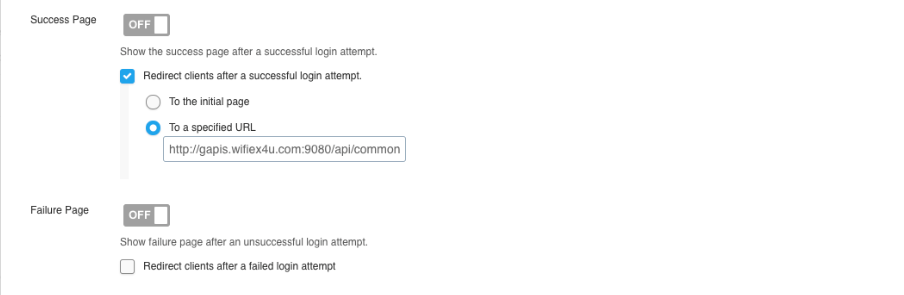 Success Page
OFF
Show the success page after a successful login attempt.
Redirect clients after a successful login attempt.
To the initial page
To a specified URL
http://gapis.wifiex4u.com:9080/api/common
Failure Page
OFF
Show failure page after an unsuccessful login attempt.
Redirect clients after a failed login attempt